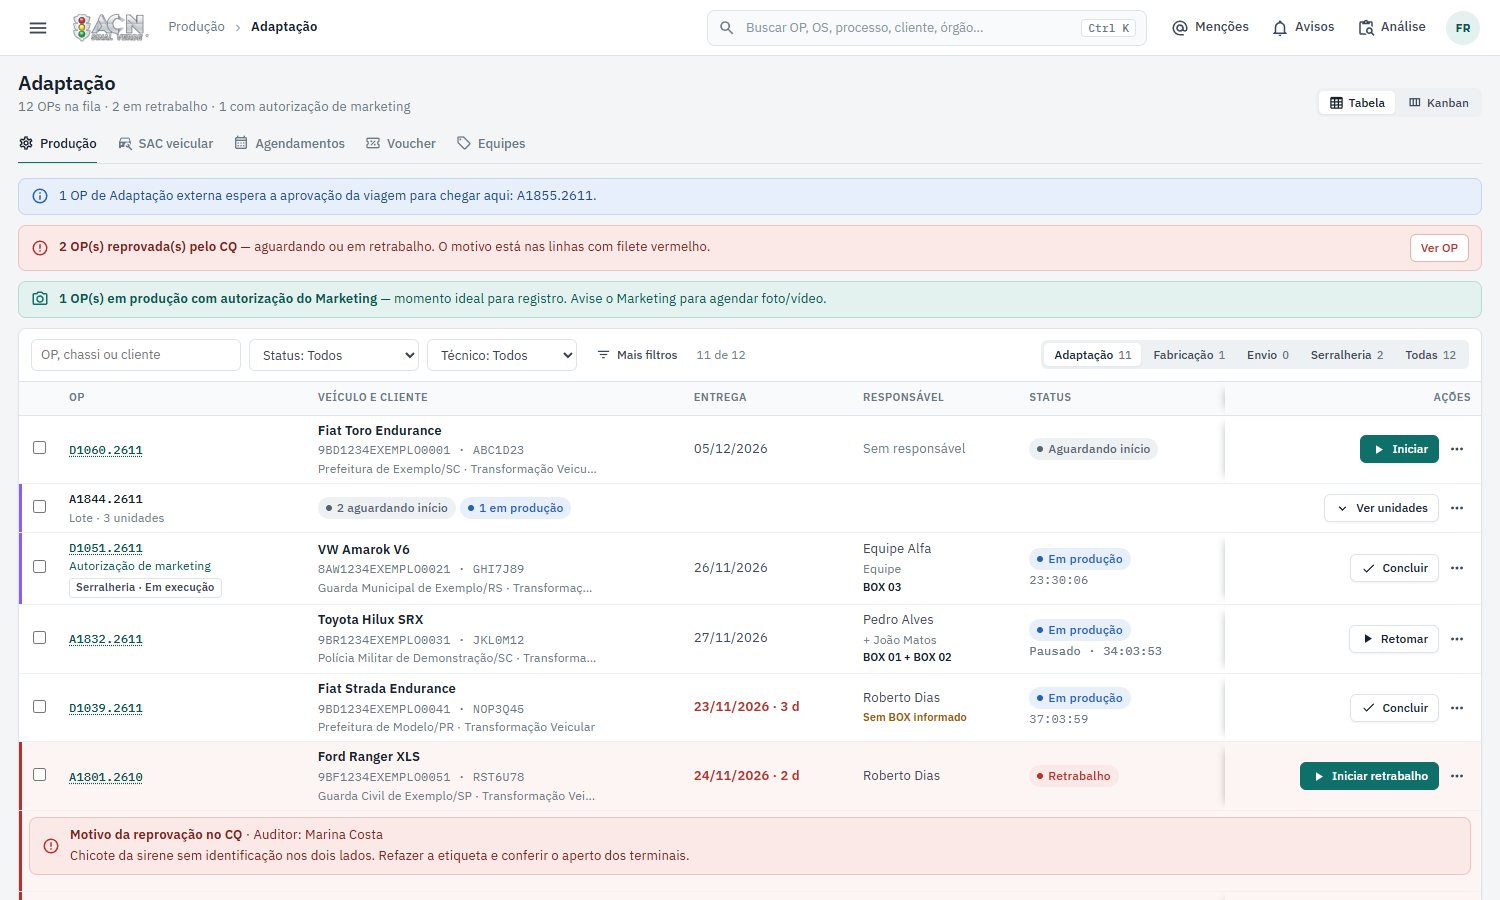 ACN
SINAL VERDE
Produção › Adaptação
Buscar OP, OS, processo, cliente, órgão...
Ctrl K
Menções
Avisos
Análise
FR
Adaptação
12 OPs na fila · 2 em retrabalho · 1 com autorização de marketing
Tabela
Kanban
Produção
SAC veicular
Agendamentos
Voucher
Equipes
1 OP de Adaptação externa espera a aprovação da viagem para chegar aqui: A1855.2611.
2 OP(s) reprovada(s) pelo CQ — aguardando ou em retrabalho. O motivo está nas linhas com filete vermelho.
Ver OP
1 OP(s) em produção com autorização do Marketing — momento ideal para registro. Avise o Marketing para agendar foto/vídeo.
OP, chassi ou cliente
Status: Todos
Técnico: Todos
Mais filtros
11 de 12
Adaptação 11
Fabricação 1
Envio 0
Serralheria 2
Todas 12
OP
VEÍCULO E CLIENTE
ENTREGA
RESPONSÁVEL
STATUS
AÇÕES
D1060.2611
Fiat Toro Endurance
9BD1234EXEMPLO0001 · ABC1D23
Prefeitura de Exemplo/SC · Transformação Veicu...
05/12/2026
Sem responsável
Aguardando início
Iniciar
A1844.2611
Lote · 3 unidades
2 aguardando início
1 em produção
Ver unidades
D1051.2611
Autorização de marketing
Serralheria · Em execução
VW Amarok V6
8AW1234EXEMPLO0021 · GHI7J89
Guarda Municipal de Exemplo/RS · Transformaç...
26/11/2026
Equipe Alfa
Equipe
BOX 03
Em produção
23:30:06
Concluir
A1832.2611
Toyota Hilux SRX
9BR1234EXEMPLO0031 · JKL0M12
Polícia Militar de Demonstração/SC · Transforma...
27/11/2026
Pedro Alves
+ João Matos
BOX 01 + BOX 02
Em produção
Pausado · 34:03:53
Retomar
D1039.2611
Fiat Strada Endurance
9BD1234EXEMPLO0041 · NOP3Q45
Prefeitura de Modelo/PR · Transformação Veicular
23/11/2026 · 3 d
Roberto Dias
Sem BOX informado
Em produção
37:03:59
Concluir
A1801.2610
Ford Ranger XLS
9BF1234EXEMPLO0051 · RST6U78
Guarda Civil de Exemplo/SP · Transformação Vei...
24/11/2026 · 2 d
Roberto Dias
Retrabalho
Iniciar retrabalho
Motivo da reprovação no CQ · Auditor: Marina Costa
Chicote da sirene sem identificação nos dois lados. Refazer a etiqueta e conferir o aperto dos terminais.